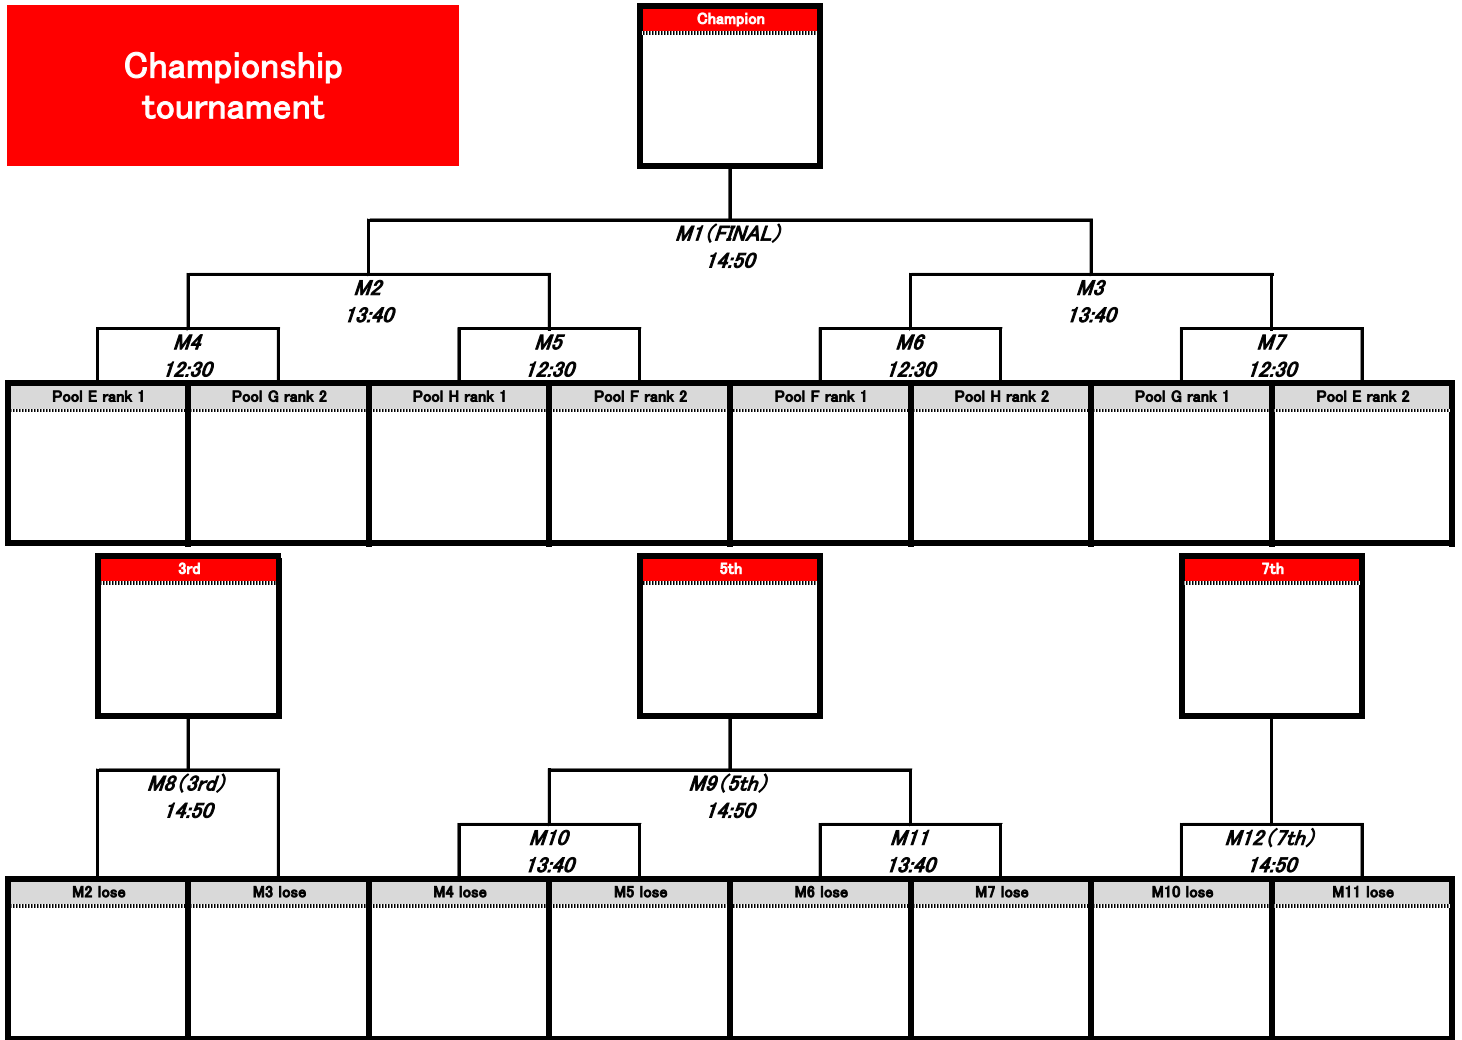 Championship
tournament
Champion
M1(FINAL)
14:50
M2
13:40
M3
13:40
M4
12:30
M5
12:30
M6
12:30
M7
12:30
Pool E rank 1
Pool G rank 2
Pool H rank 1
Pool F rank 2
Pool F rank 1
Pool H rank 2
Pool G rank 1
Pool E rank 2
3rd
5th
7th
M8(3rd)
14:50
M9(5th)
14:50
M10
13:40
M11
13:40
M12(7th)
14:50
M2 lose
M3 lose
M4 lose
M5 lose
M6 lose
M7 lose
M10 lose
M11 lose